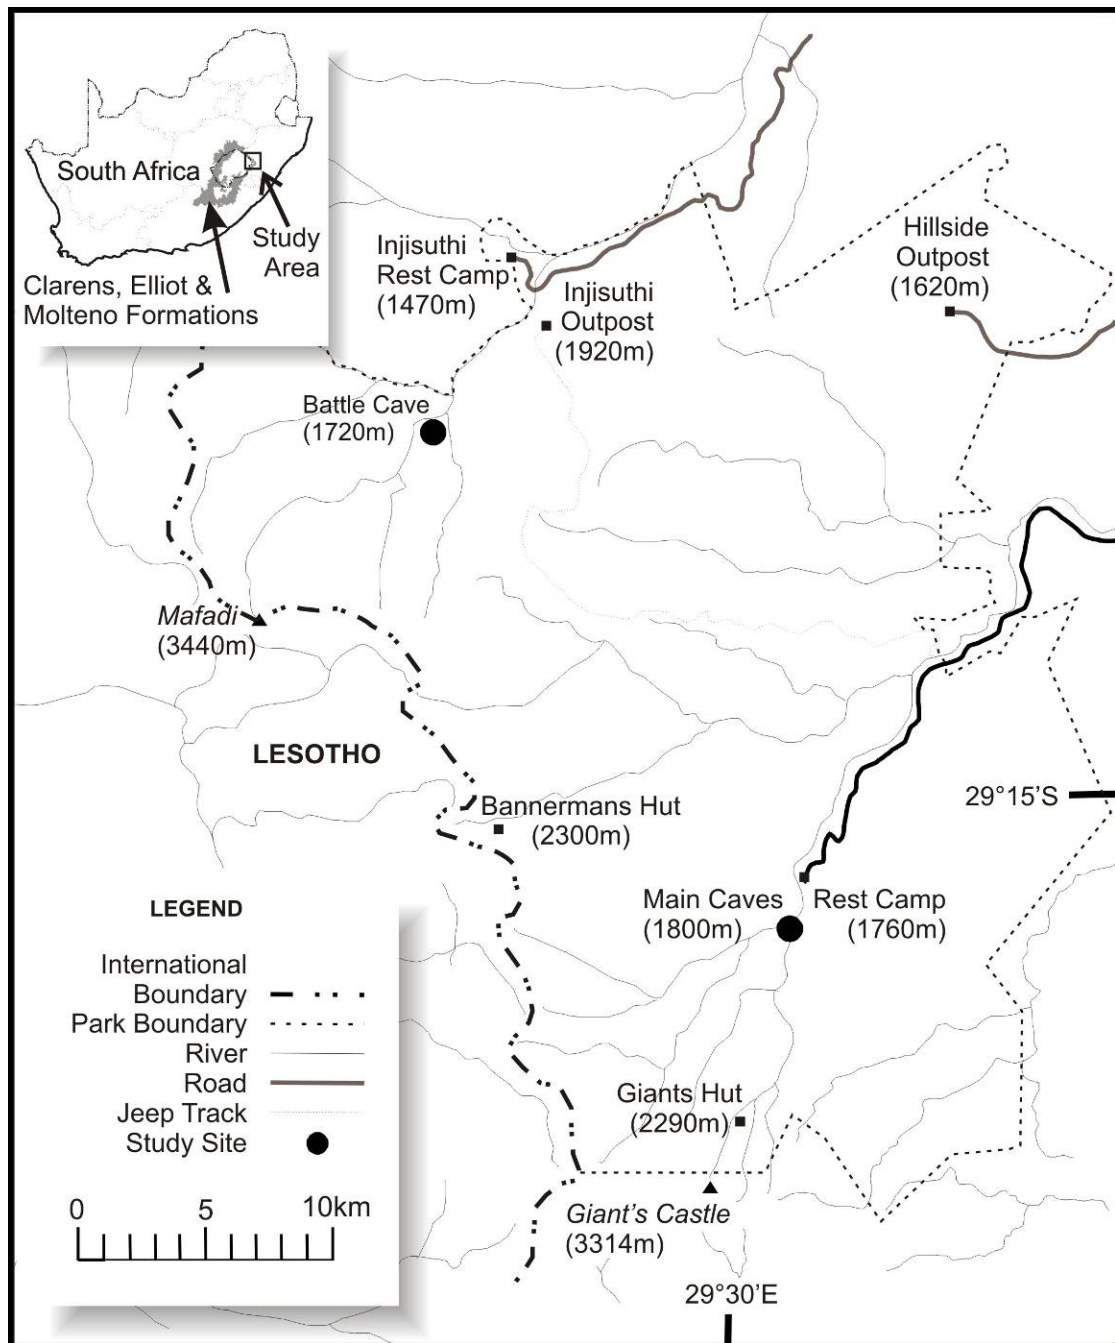 South Africa
Study
Area
Clarens, Elliot &
Molteno Formations
Injisuthi
Rest Camp
(1470m)
Injisuthi
Outpost
(1920m)
Hillside
Outpost
(1620m)
Battle Cave
(1720m)
Mafadi
(3440m)
LESOTHO
29°15'S
Bannermans Hut
(2300m)
Main Caves
(1800m)
Rest Camp
(1760m)
Giants Hut
(2290m)
Giant's Castle
(3314m)
29°30'E
LEGEND
International
Boundary
Park Boundary
River
Road
Jeep Track
Study Site
0 5 10km